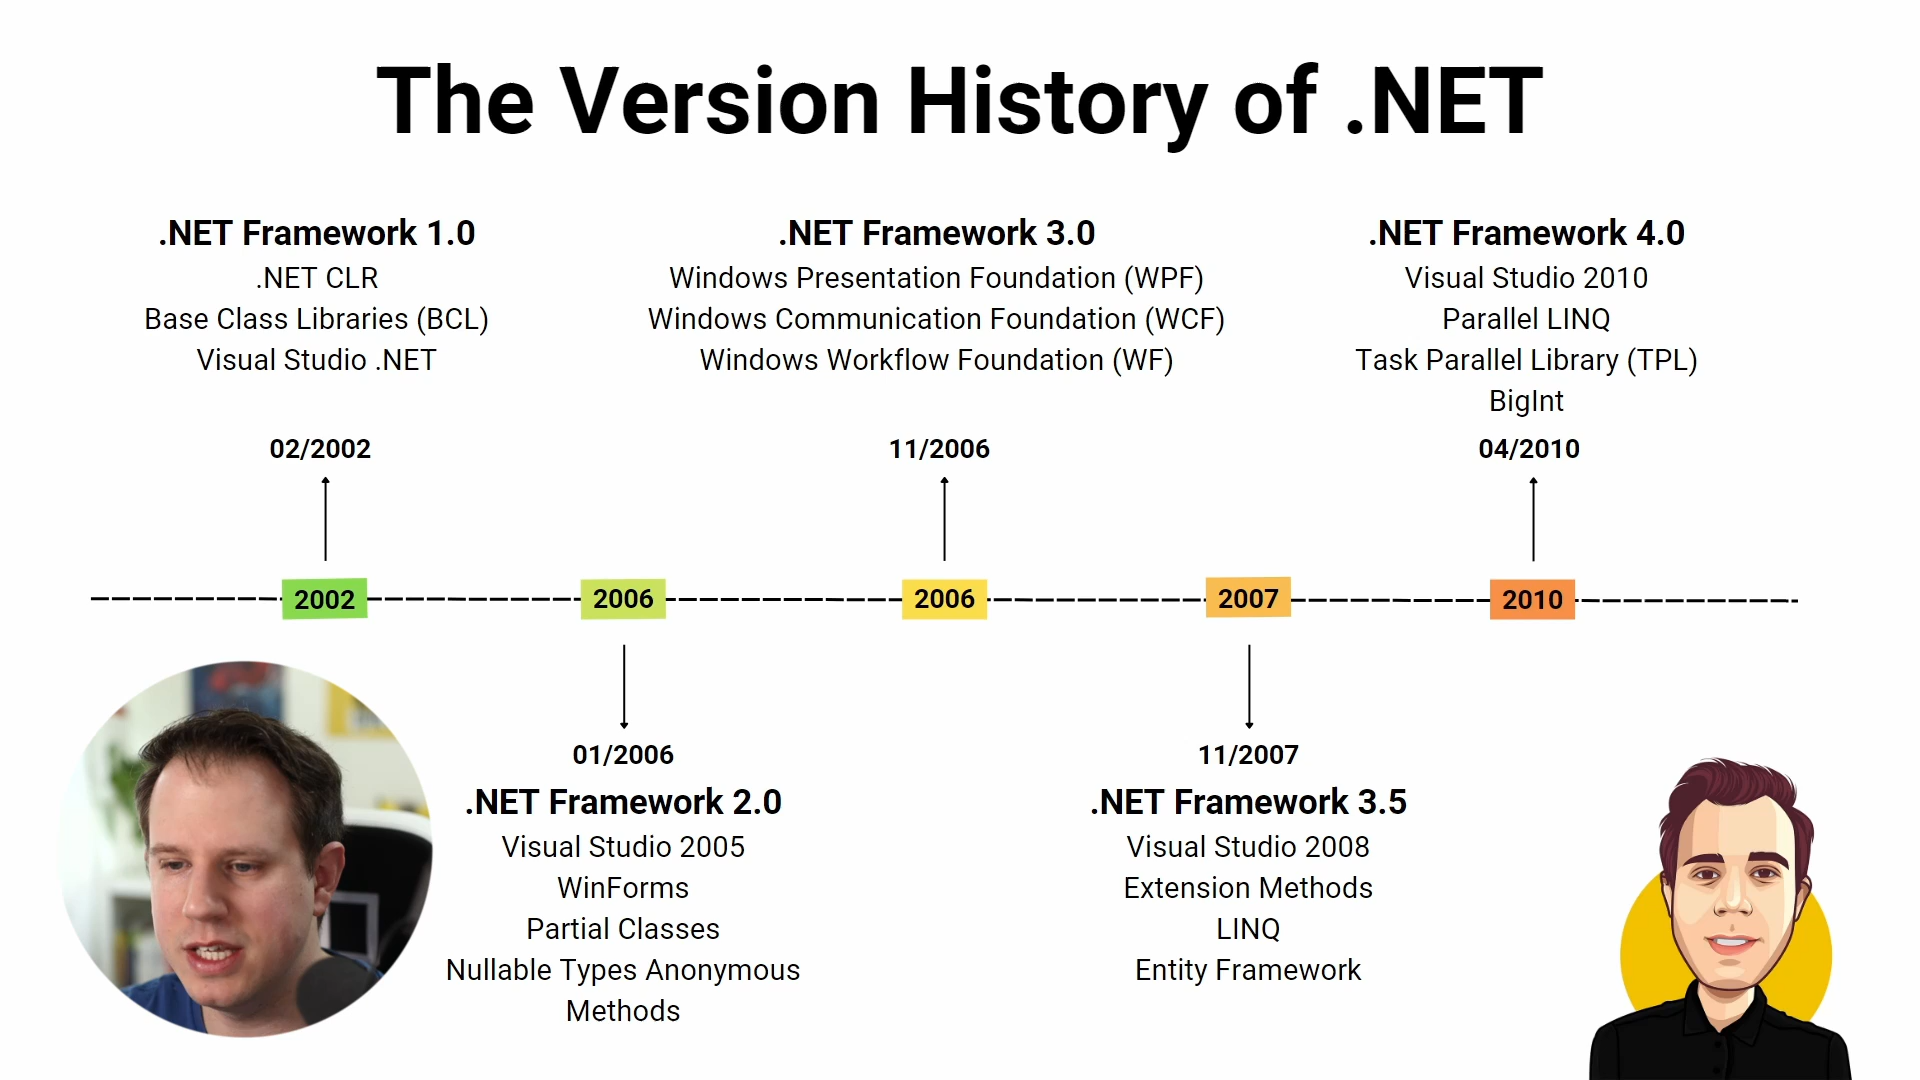 The Version History of .NET
.NET Framework 1.0
.NET CLR
Base Class Libraries (BCL)
Visual Studio .NET
02/2002
.NET Framework 3.0
Windows Presentation Foundation (WPF)
Windows Communication Foundation (WCF)
Windows Workflow Foundation (WF)
11/2006
.NET Framework 4.0
Visual Studio 2010
Parallel LINQ
Task Parallel Library (TPL)
BigInt
04/2010
2002
2006
2006
2007
2010
01/2006
.NET Framework 2.0
Visual Studio 2005
WinForms
Partial Classes
Nullable Types Anonymous
Methods
11/2007
.NET Framework 3.5
Visual Studio 2008
Extension Methods
LINQ
Entity Framework